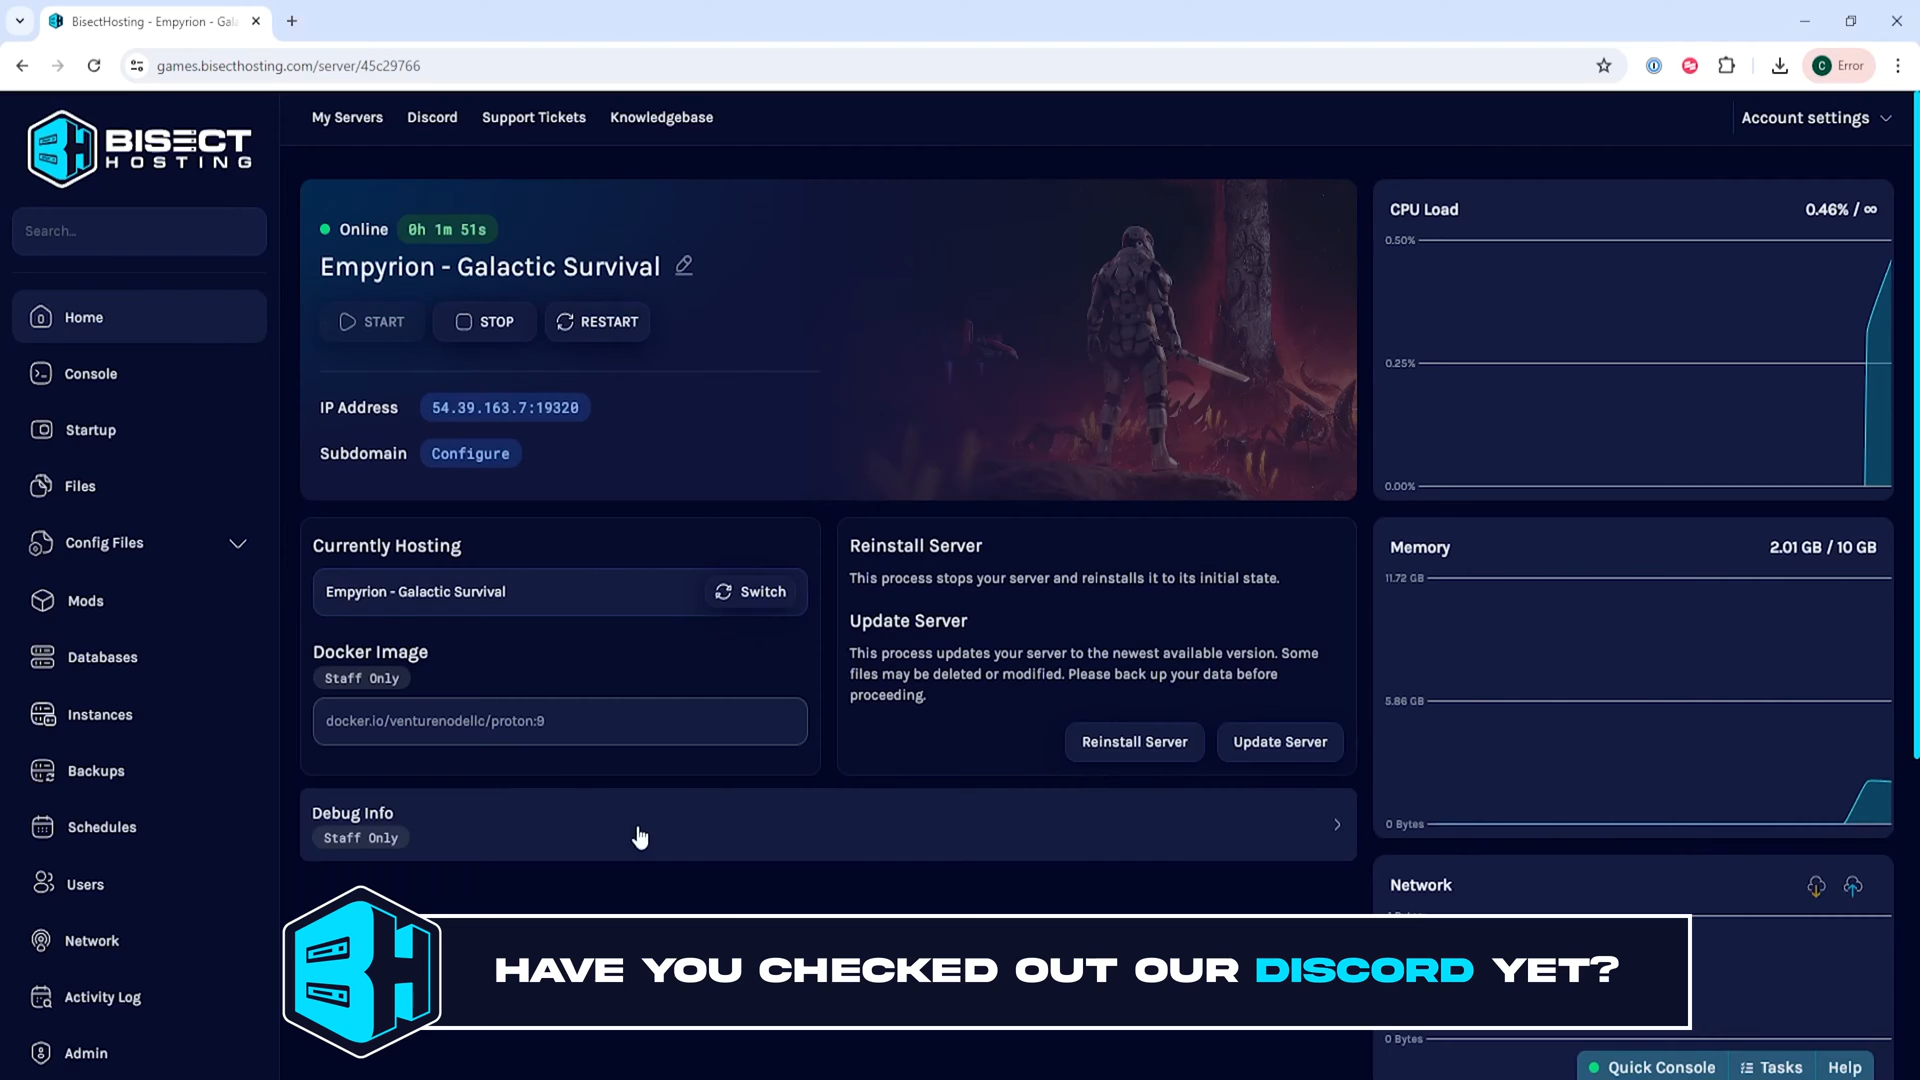 BisectHosting - Empyrion - Gal
games.bisecthosting.com/server/45c29766
C Error
BISECT
HOSTING
My Servers
Discord
Support Tickets
Knowledgebase
Account settings
Search...
Home
Console
Startup
Files
Config Files
Mods
Databases
Instances
Backups
Schedules
Users
Network
Activity Log
Admin
Online 0h 1m 51s
Empyrion - Galactic Survival
START
STOP
RESTART
IP Address 54.39.163.7:19320
Subdomain Configure
Currently Hosting
Empyrion - Galactic Survival
Switch
Docker Image
Staff Only
docker.io/venturenodellc/proton:9
Reinstall Server
This process stops your server and reinstalls it to its initial state.
Update Server
This process updates your server to the newest available version. Some
files may be deleted or modified. Please back up your data before
proceeding.
Reinstall Server
Update Server
Debug Info
Staff Only
CPU Load 0.46% / ∞
0.50%
0.25%
0.00%
Memory 2.01 GB / 10 GB
11.72 GB
5.86 GB
0 Bytes
Network
0 Bytes
HAVE YOU CHECKED OUT OUR DISCORD YET?
Quick Console
Tasks
Help